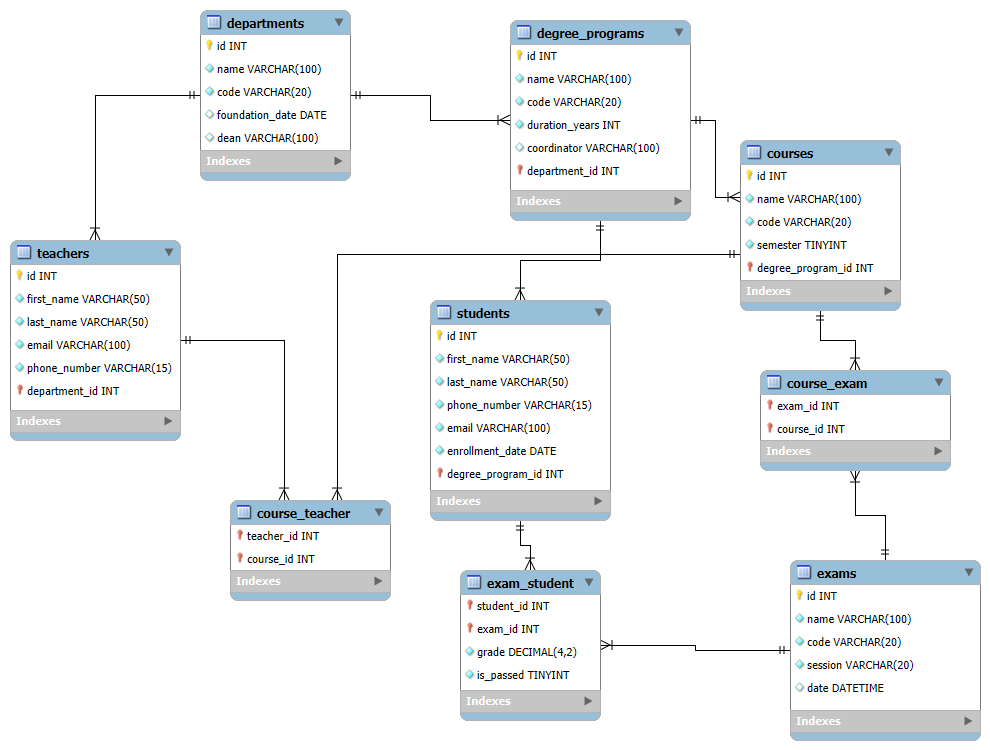 departments
id INT
name VARCHAR(100)
code VARCHAR(20)
foundation_date DATE
dean VARCHAR(100)
Indexes
degree_programs
id INT
name VARCHAR(100)
code VARCHAR(20)
duration_years INT
coordinator VARCHAR(100)
department_id INT
Indexes
courses
id INT
name VARCHAR(100)
code VARCHAR(20)
semester TINYINT
degree_program_id INT
Indexes
teachers
id INT
first_name VARCHAR(50)
last_name VARCHAR(50)
email VARCHAR(100)
phone_number VARCHAR(15)
department_id INT
Indexes
students
id INT
first_name VARCHAR(50)
last_name VARCHAR(50)
phone_number VARCHAR(15)
email VARCHAR(100)
enrollment_date DATE
degree_program_id INT
Indexes
course_exam
exam_id INT
course_id INT
Indexes
course_teacher
teacher_id INT
course_id INT
Indexes
exam_student
student_id INT
exam_id INT
grade DECIMAL(4,2)
is_passed TINYINT
Indexes
exams
id INT
name VARCHAR(100)
code VARCHAR(20)
session VARCHAR(20)
date DATETIME
Indexes